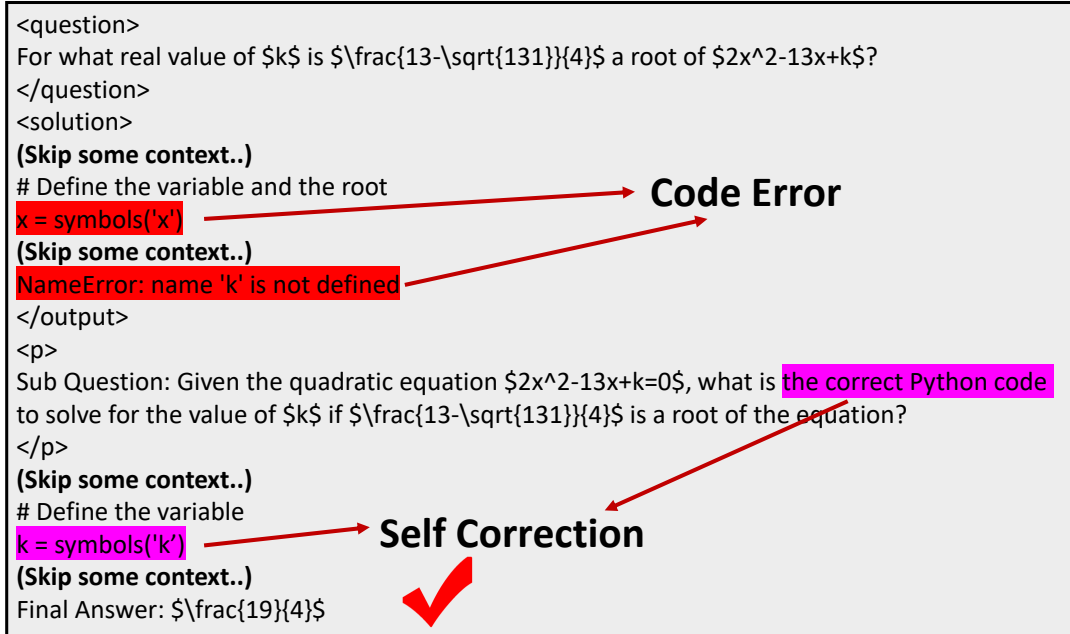 <question>
For what real value of $k$ is $\frac{13-\sqrt{131}}{4}$ a root of $2x^2-13x+k$?
</question>
<solution>
(Skip some context..)
# Define the variable and the root
Code Error
x = symbols('x')
(Skip some context..)
NameError: name 'k' is not defined
</output>
<p>
Sub Question: Given the quadratic equation $2x^2-13x+k=0$, what is the correct Python code
to solve for the value of $k$ if $\frac{13-\sqrt{131}}{4}$ is a root of the equation?
</p>
(Skip some context..)
# Define the variable
Self Correction
k = symbols('k’)
(Skip some context..)
Final Answer: $\frac{19}{4}$